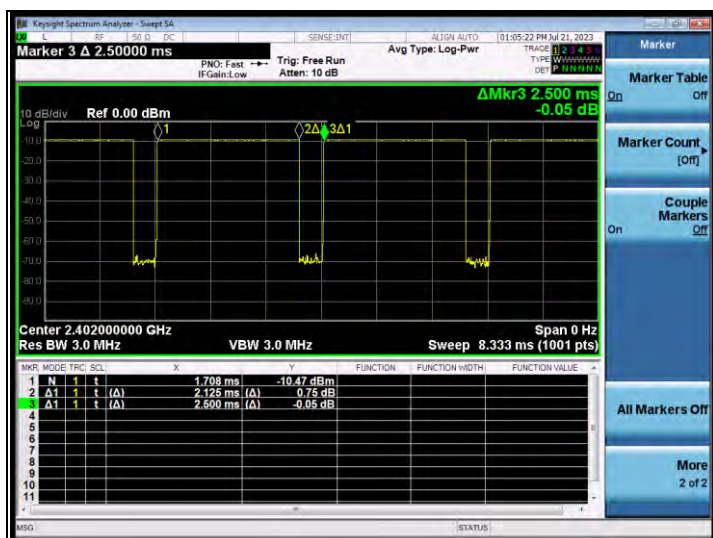 Keysight Spectrum Analyzer - Swept SA
L RF 50 Ω DC SENSE:INT ALIGN AUTO 01:05:22 PM Jul 21, 2023
Marker 3 Δ 2.50000 ms
PNO: Fast
IFGain:Low
Trig: Free Run
Atten: 10 dB
Avg Type: Log-Pwr
TRACE 1 2 3 4 5 6
TYPE W
DET P N N N N N
ΔMkr3 2.500 ms
-0.05 dB
10 dB/div Ref 0.00 dBm
Log
1 2Δ 3Δ1
-10.0
-20.0
-30.0
-40.0
-50.0
-60.0
-70.0
-80.0
-90.0
Center 2.402000000 GHz Span 0 Hz
Res BW 3.0 MHz VBW 3.0 MHz Sweep 8.333 ms (1001 pts)
MKR MODE TRC SCL X Y FUNCTION FUNCTION WIDTH FUNCTION VALUE
1 N 1 t 1.708 ms -10.47 dBm
2 Δ1 1 t (Δ) 2.125 ms (Δ) 0.75 dB
3 Δ1 1 t (Δ) 2.500 ms (Δ) -0.05 dB
4
5
6
7
8
9
10
11
MSG STATUS
Marker
Marker Table
On Off
Marker Count
[Off]
Couple
Markers
On Off
All Markers Off
More
2 of 2